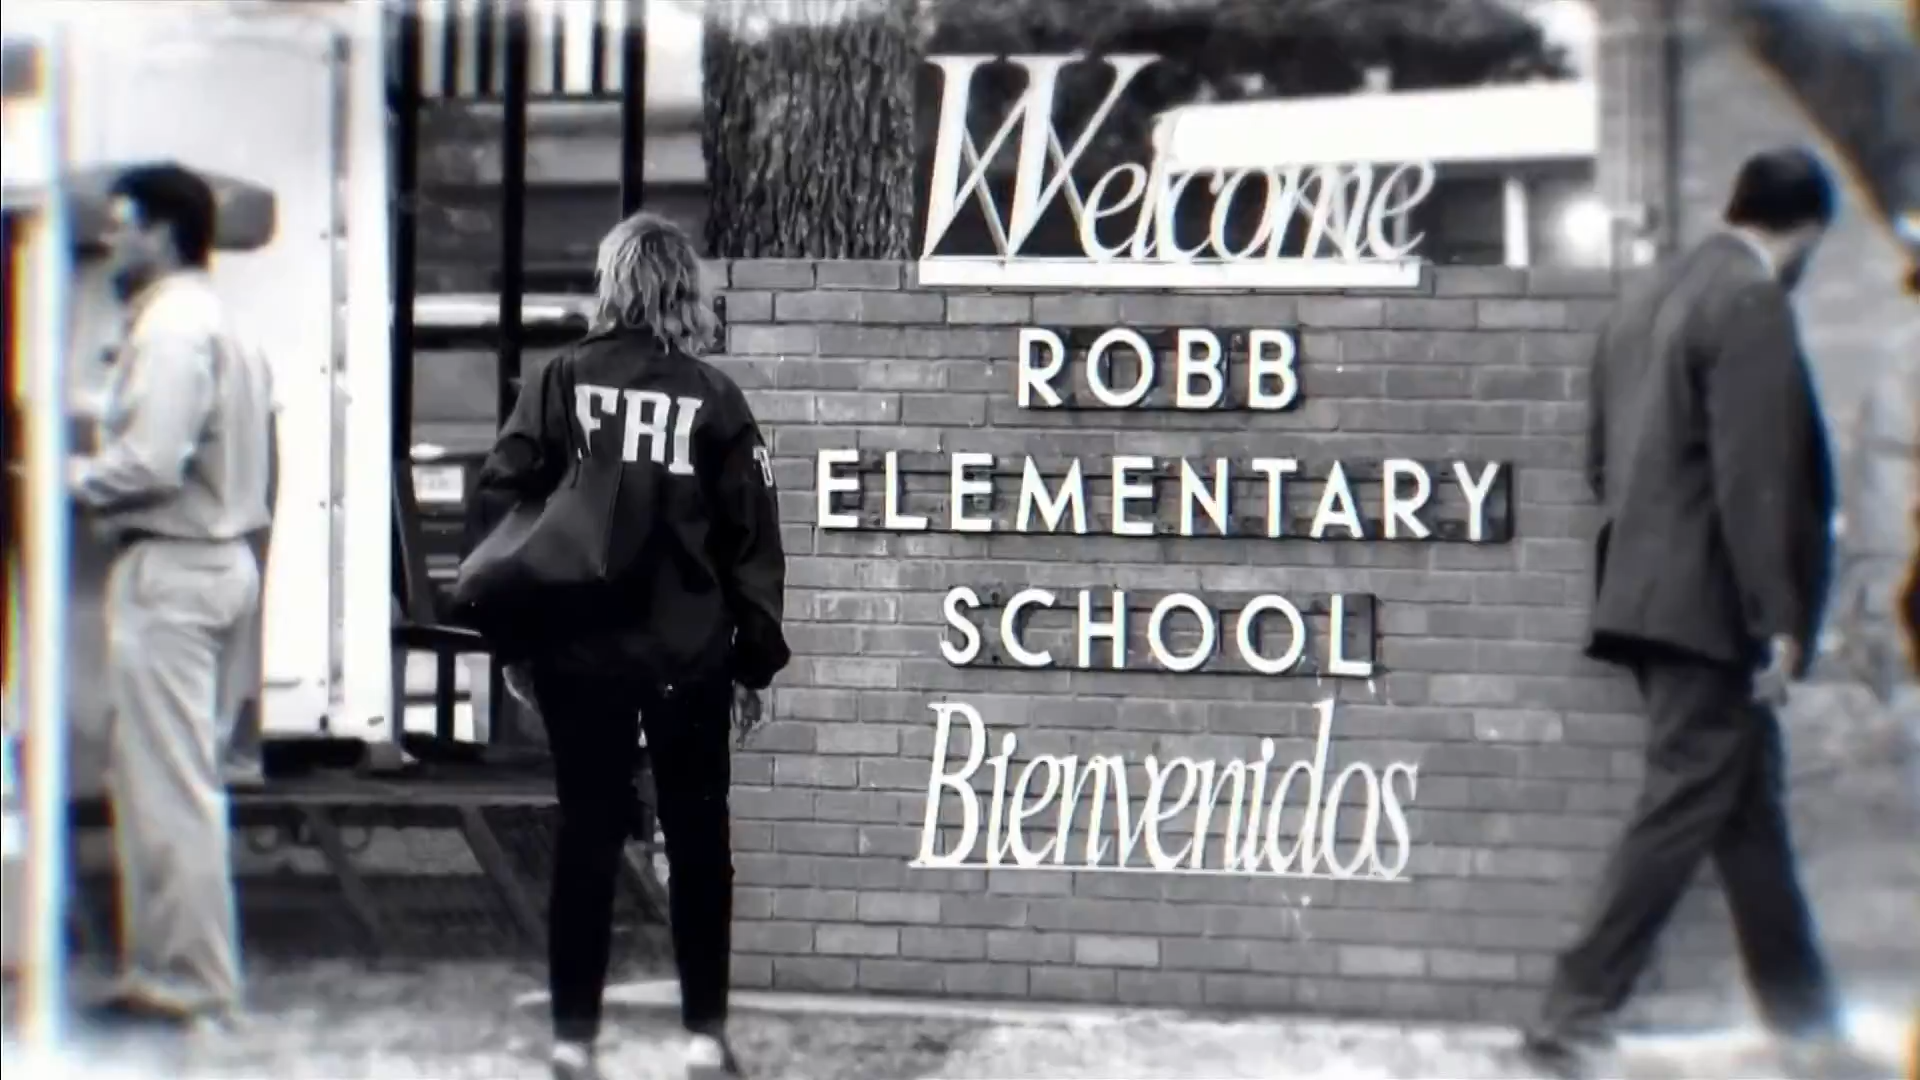 Welcome
ROBB
ELEMENTARY
SCHOOL
Bienvenidos
FBI